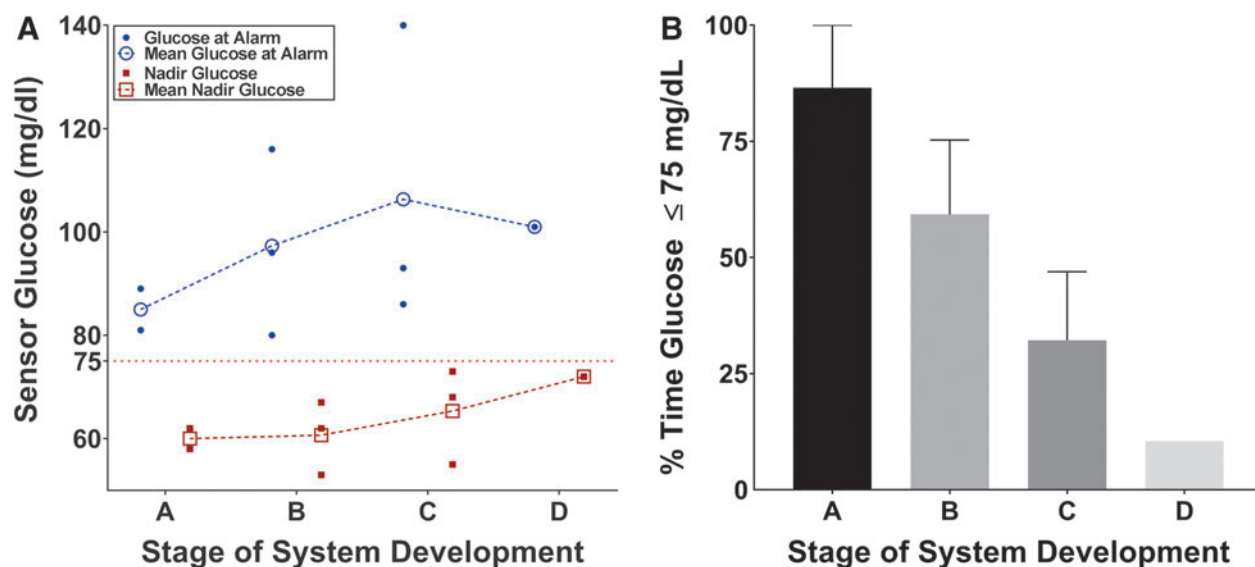 A
Sensor Glucose (mg/dl)
140
120
100
80
75
60
Glucose at Alarm
Mean Glucose at Alarm
Nadir Glucose
Mean Nadir Glucose
A B C D
Stage of System Development
B
% Time Glucose ≤ 75 mg/dL
100
75
50
25
0
A B C D
Stage of System Development